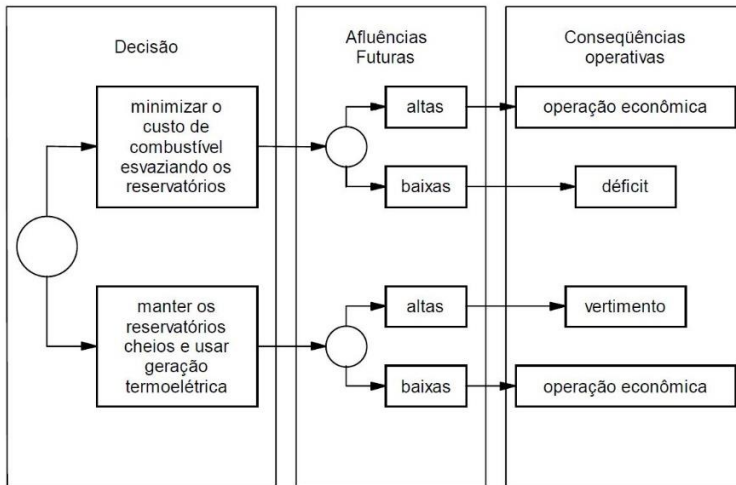 Decisão
Afluências
Futuras
Conseqüências
operativas
minimizar o
custo de
combustível
esvaziando os
reservatórios
altas
operação econômica
baixas
déficit
manter os
reservatórios
cheios e usar
geração
termoelétrica
altas
vertimento
baixas
operação econômica